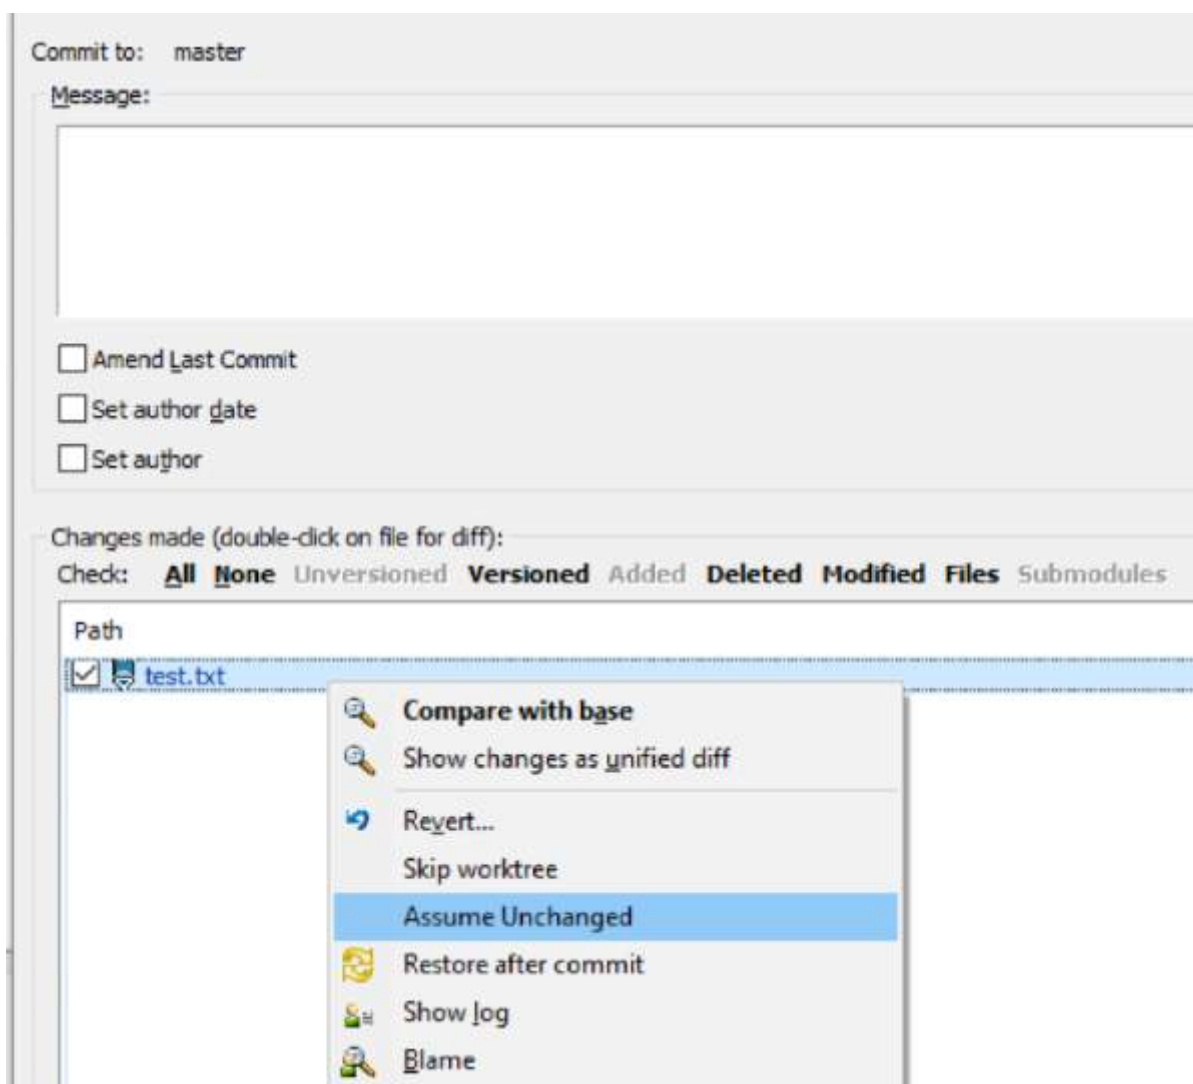 Commit to: master
Message:
Amend Last Commit
Set author date
Set author
Changes made (double-click on file for diff):
Check: All None Unversioned Versioned Added Deleted Modified Files Submodules
Path
test.txt
Compare with base
Show changes as unified diff
Revert...
Skip worktree
Assume Unchanged
Restore after commit
Show log
Blame